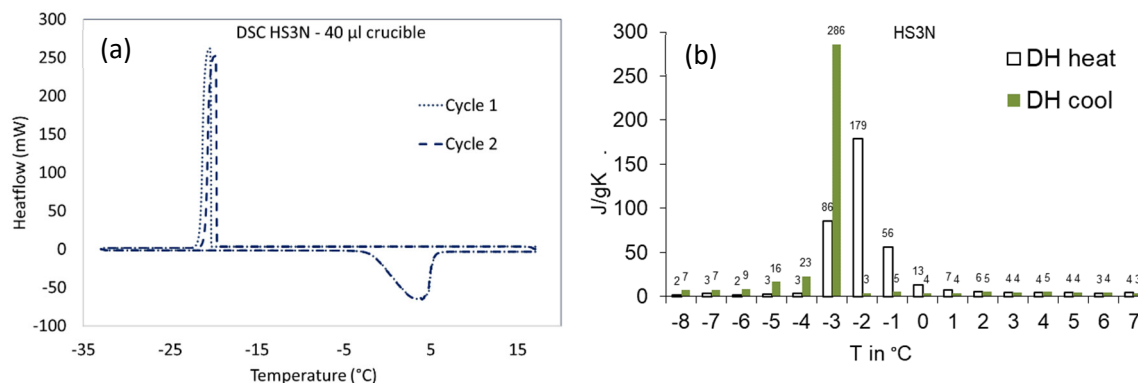 (a)
DSC HS3N - 40 µl crucible
Heatflow (mW)
300
250
200
150
100
50
0
-50
-100
Cycle 1
Cycle 2
-35 -25 -15 -5 5 15
Temperature (°C)
(b)
HS3N
DH heat
DH cool
J/gK
300
250
200
150
100
50
0
2 7 3 7 2 9 3 16 3 23 86 286 179 3 56 5 13 4 7 4 6 5 4 4 4 5 4 4 3 4 4 3
-8 -7 -6 -5 -4 -3 -2 -1 0 1 2 3 4 5 6 7
T in °C